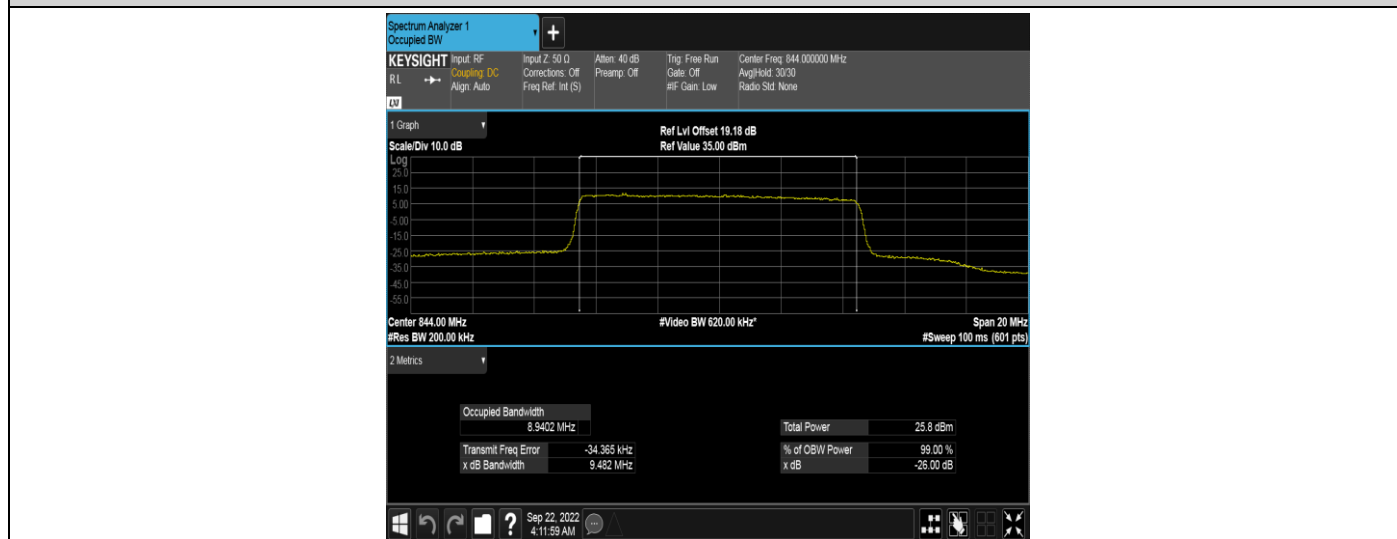 Spectrum Analyzer 1
Occupied BW
+
KEYSIGHT Input: RF Input Z: 50 Ω Atten: 40 dB Trig: Free Run Center Freq: 844.000000 MHz
RL Coupling: DC Corrections: Off Preamp: Off Gate: Off Avg|Hold: 30/30
Align: Auto Freq Ref: Int (S) #IF Gain: Low Radio Std: None
LXI
1 Graph Ref Lvl Offset 19.18 dB
Scale/Div 10.0 dB Ref Value 35.00 dBm
Log
25.0
15.0
5.00
-5.00
-15.0
-25.0
-35.0
-45.0
-55.0
Center 844.00 MHz #Video BW 620.00 kHz* Span 20 MHz
#Res BW 200.00 kHz #Sweep 100 ms (601 pts)
2 Metrics
Occupied Bandwidth
8.9402 MHz Total Power 25.8 dBm
Transmit Freq Error -34.365 kHz % of OBW Power 99.00 %
x dB Bandwidth 9.482 MHz x dB -26.00 dB
? Sep 22, 2022
4:11:59 AM